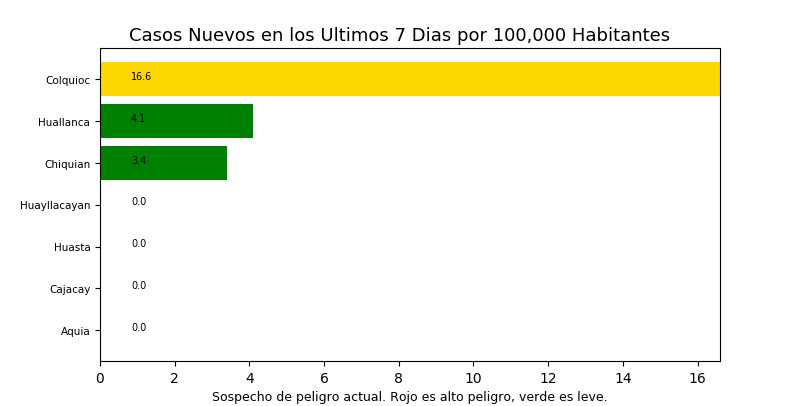 Casos Nuevos en los Ultimos 7 Dias por 100,000 Habitantes
Colquioc 16.6
Huallanca 4.1
Chiquian 3.4
Huayllacayan 0.0
Huasta 0.0
Cajacay 0.0
Aquia 0.0
0 2 4 6 8 10 12 14 16
Sospecho de peligro actual. Rojo es alto peligro, verde es leve.